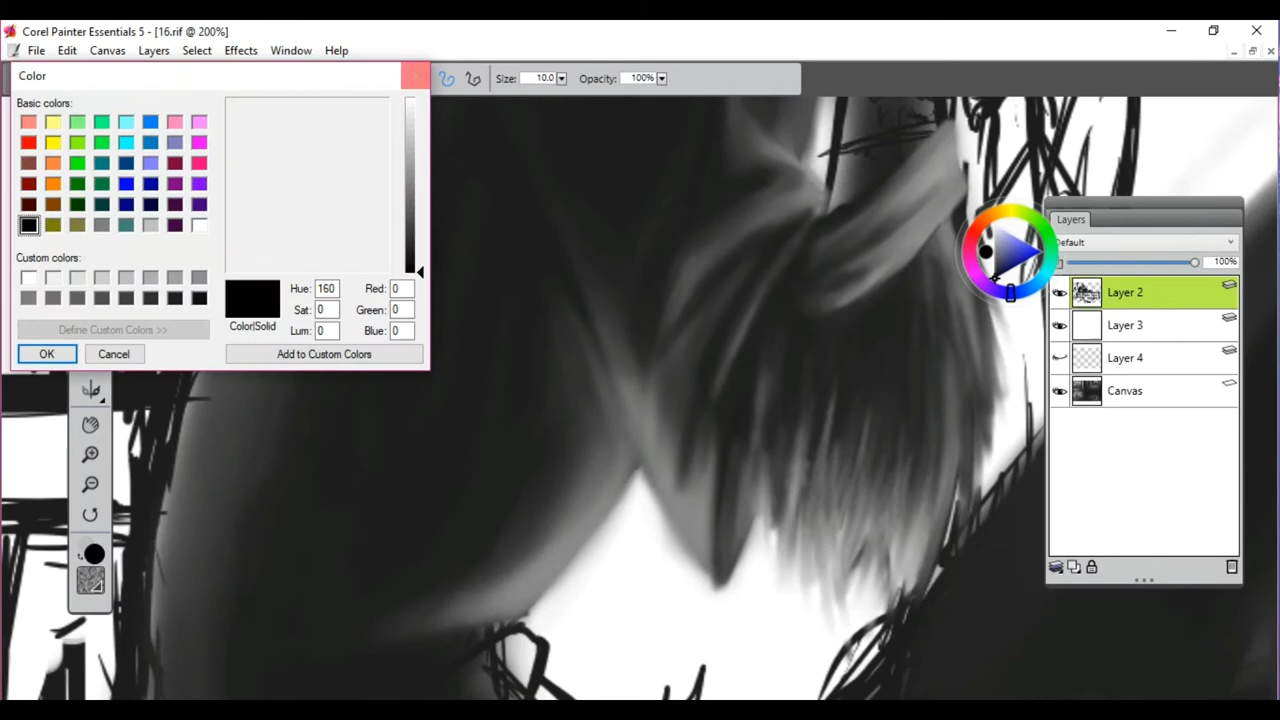 Corel Painter Essentials 5 - [16.rif @ 200%]
File Edit Canvas Layers Select Effects Window Help
Color
Size: 10.0 Opacity: 100%
Basic colors:
Custom colors:
Define Custom Colors >>
OK Cancel
Color|Solid
Hue: 160 Red: 0
Sat: 0 Green: 0
Lum: 0 Blue: 0
Add to Custom Colors
Layers
Default
100%
Layer 2
Layer 3
Layer 4
Canvas